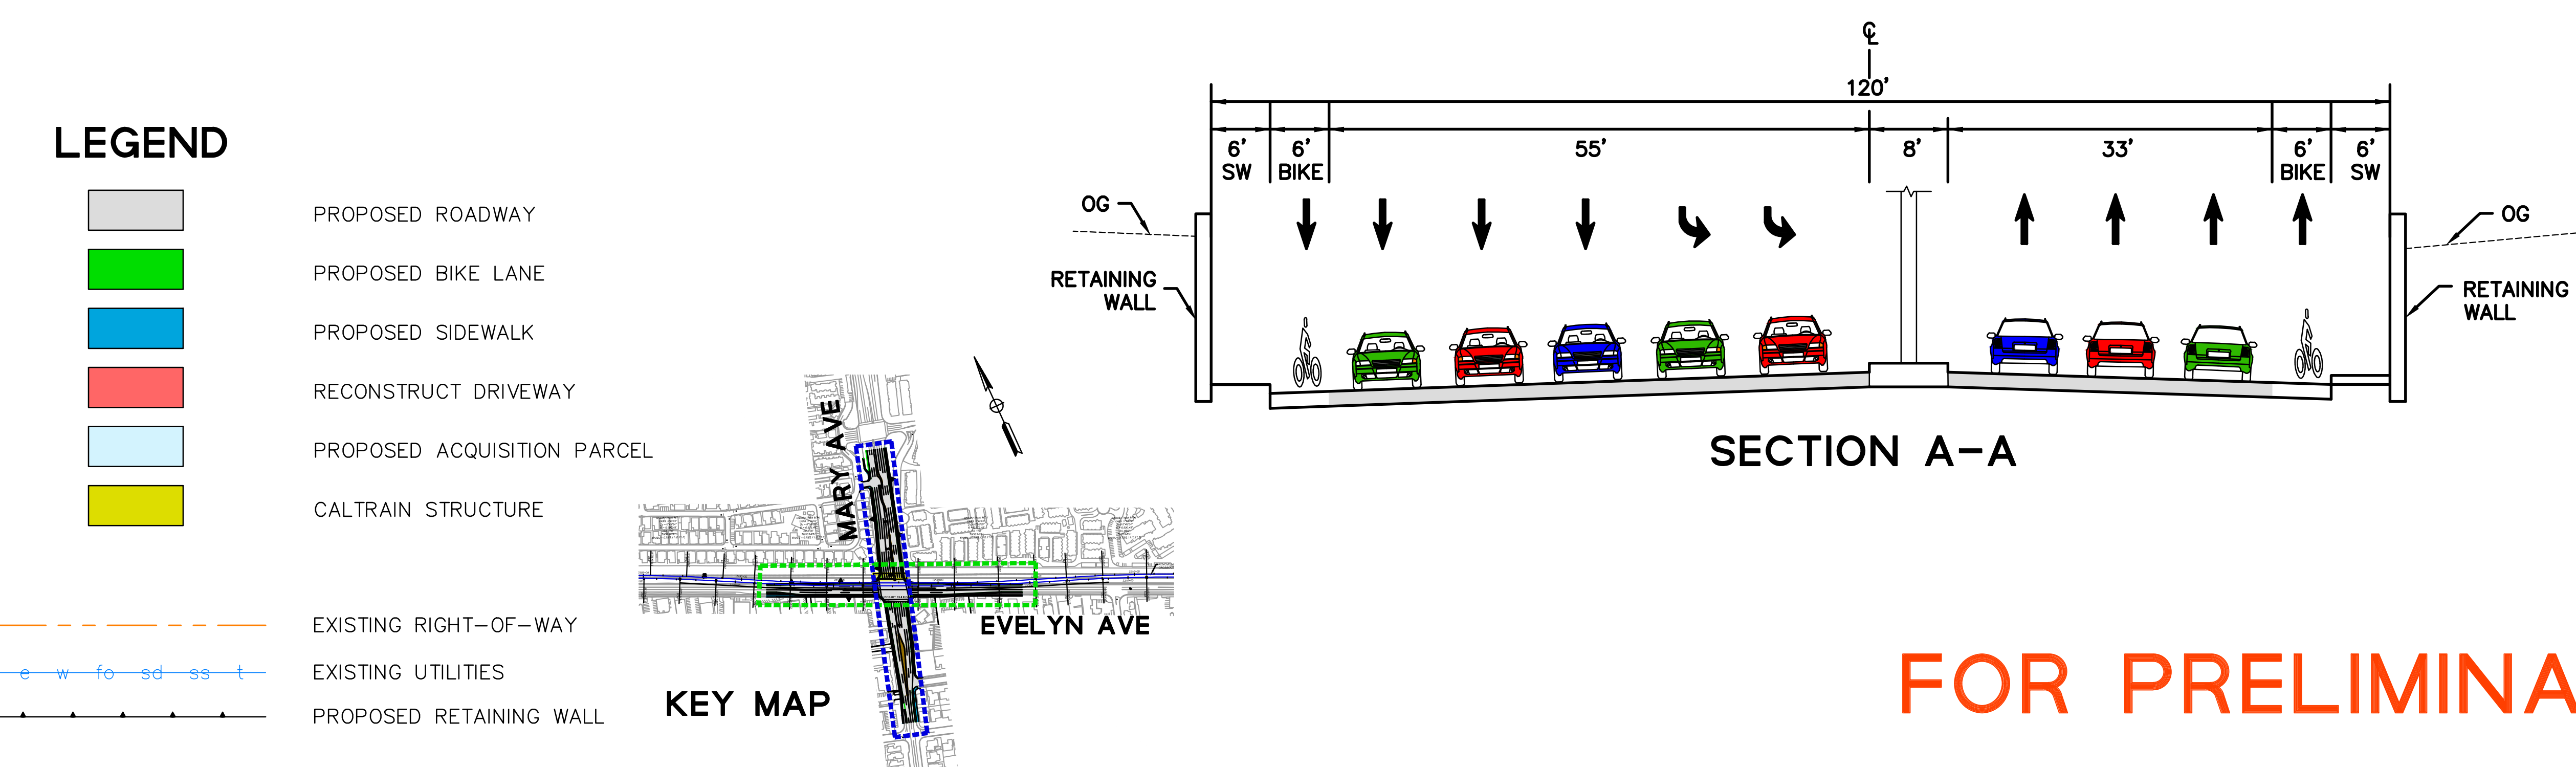 LEGEND
PROPOSED ROADWAY
PROPOSED BIKE LANE
PROPOSED SIDEWALK
RECONSTRUCT DRIVEWAY
PROPOSED ACQUISITION PARCEL
CALTRAIN STRUCTURE
EXISTING RIGHT-OF-WAY
e w fo sd ss t
EXISTING UTILITIES
PROPOSED RETAINING WALL
MARY AVE
EVELYN AVE
KEY MAP
℄
120'
6'
SW
6'
BIKE
55'
8'
33'
6'
BIKE
6'
SW
OG
OG
RETAINING
WALL
RETAINING
WALL
SECTION A-A
FOR PRELIMINA